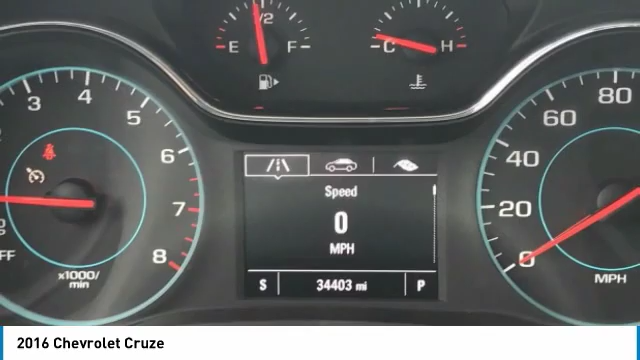 1/2
E F
C H
3 4 5 6 7 8
x1000/
min
FF
Speed
0
MPH
S 34403 mi P
0 20 40 60 80
MPH
2016 Chevrolet Cruze